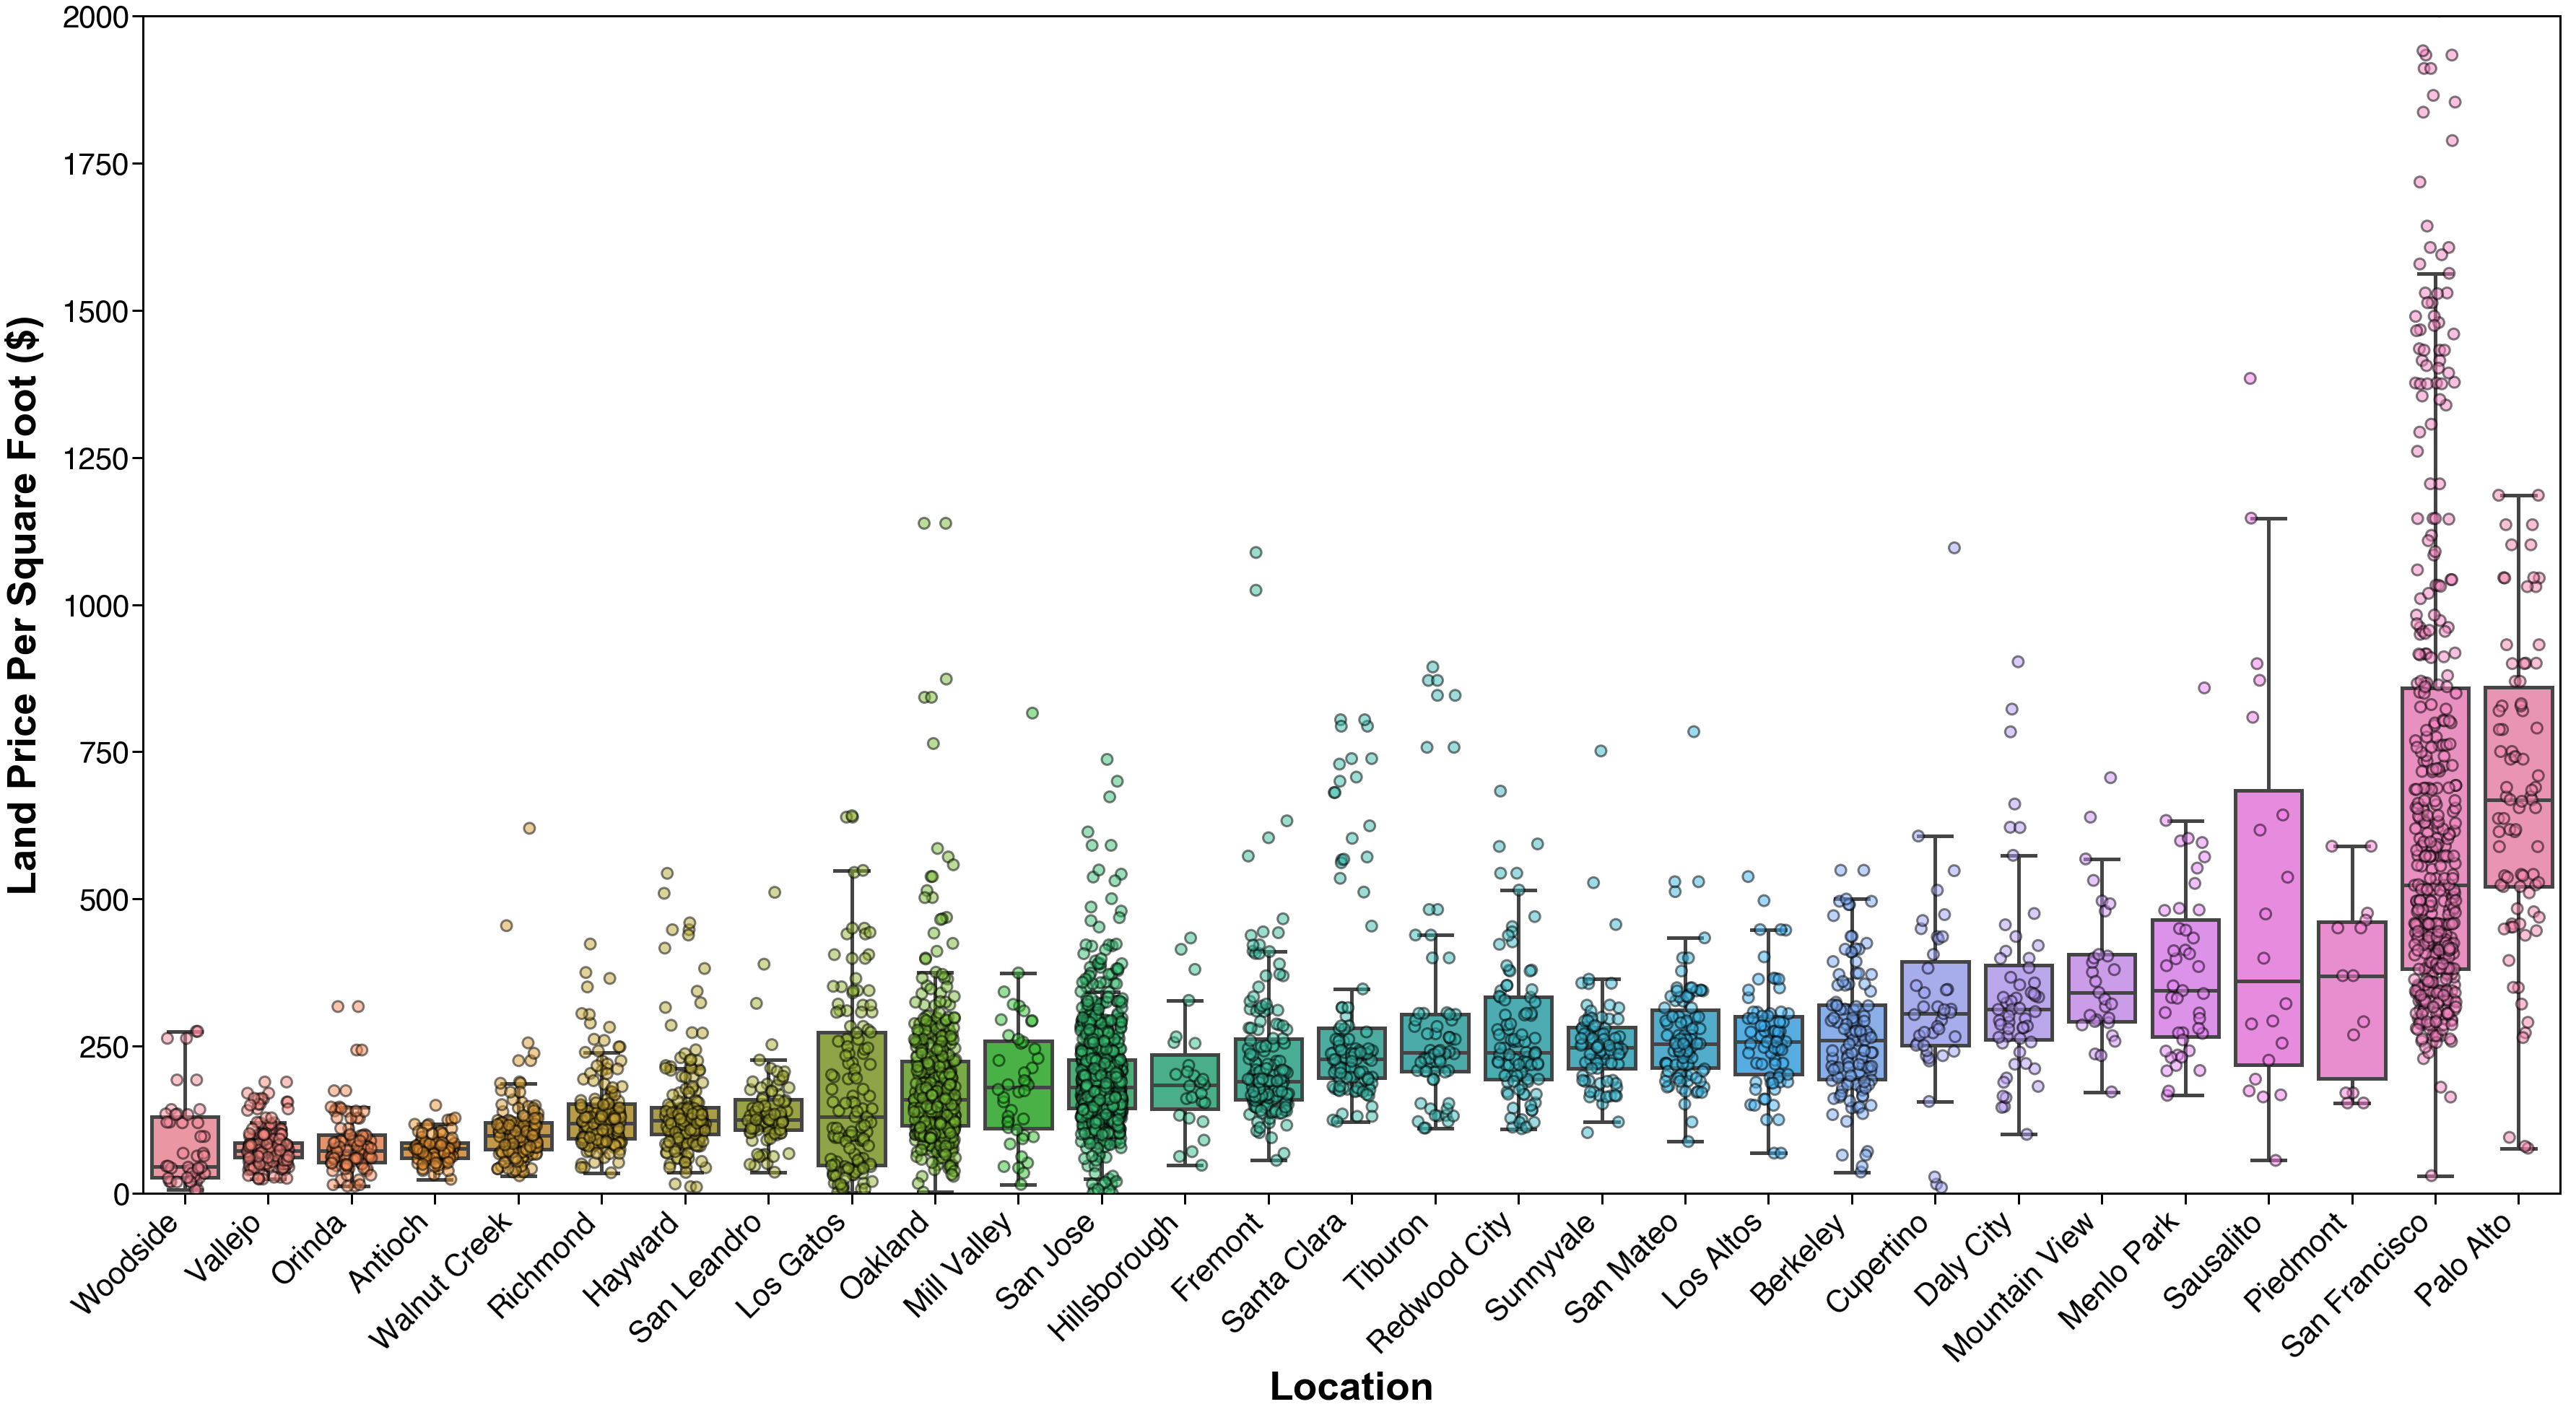 Land Price Per Square Foot ($)
2000
1750
1500
1250
1000
750
500
250
0
Woodside
Vallejo
Orinda
Antioch
Walnut Creek
Richmond
Hayward
San Leandro
Los Gatos
Oakland
Mill Valley
San Jose
Hillsborough
Fremont
Santa Clara
Tiburon
Redwood City
Sunnyvale
San Mateo
Los Altos
Berkeley
Cupertino
Daly City
Mountain View
Menlo Park
Sausalito
Piedmont
San Francisco
Palo Alto
Location